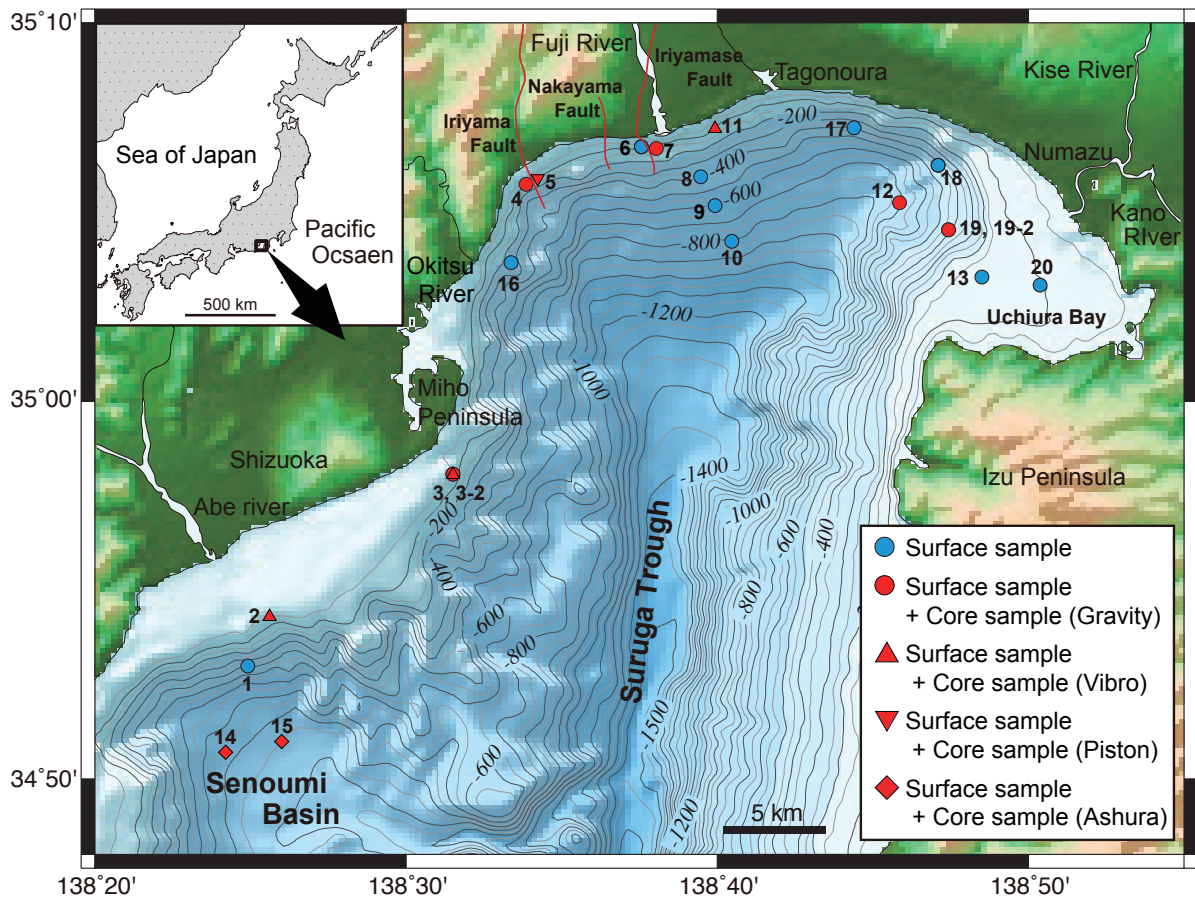 35°10'
35°00'
34°50'
138°20'
138°30'
138°40'
138°50'
Sea of Japan
Pacific
Ocsaen
500 km
Fuji River
Iriyamase
Fault
Nakayama
Fault
Iriyama
Fault
Tagonoura
Kise River
Numazu
Kano
RIver
Okitsu
River
Miho
Peninsula
Shizuoka
Abe river
Uchiura Bay
Izu Peninsula
Suruga Trough
Senoumi
Basin
11
17
6
7
5
4
8
9
10
16
18
12
19, 19-2
13
20
3, 3-2
2
1
14
15
-200
-400
-600
-800
-1200
-1000
-1400
-1000
-600
-400
-800
-200
-400
-600
-800
-1500
-600
-1200
5 km
Surface sample
Surface sample
+ Core sample (Gravity)
Surface sample
+ Core sample (Vibro)
Surface sample
+ Core sample (Piston)
Surface sample
+ Core sample (Ashura)